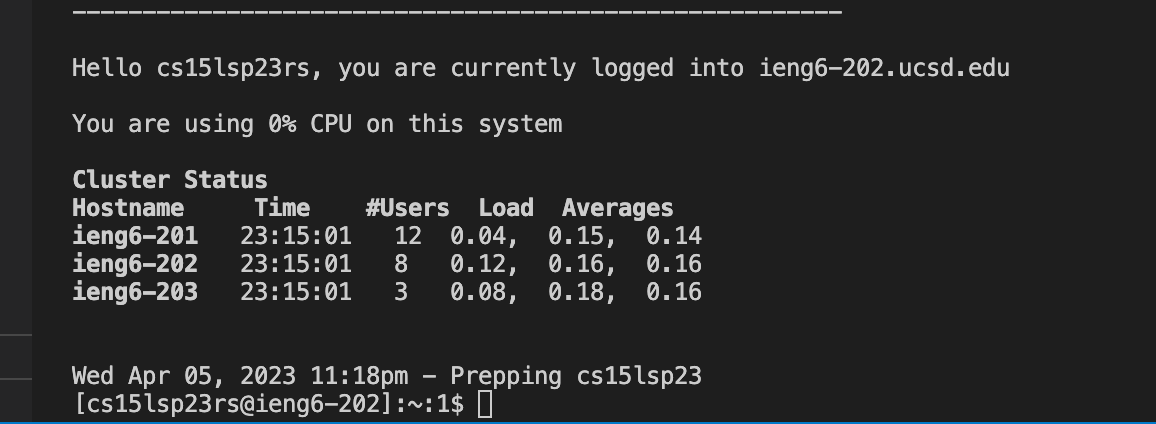 Hello cs15lsp23rs, you are currently logged into ieng6-202.ucsd.edu
You are using 0% CPU on this system
Cluster Status
Hostname     Time    #Users  Load  Averages
ieng6-201   23:15:01   12  0.04,  0.15,  0.14
ieng6-202   23:15:01   8   0.12,  0.16,  0.16
ieng6-203   23:15:01   3   0.08,  0.18,  0.16
Wed Apr 05, 2023 11:18pm - Prepping cs15lsp23
[cs15lsp23rs@ieng6-202]:~:1$